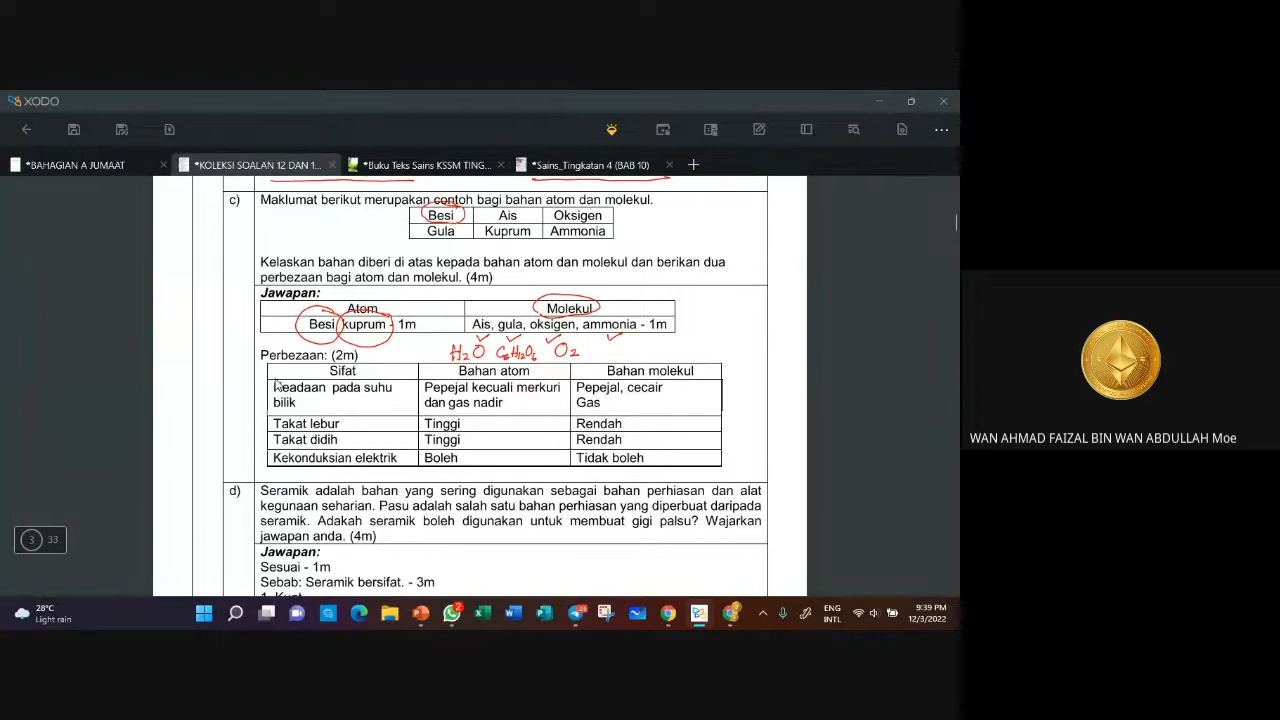 XODO
*BAHAGIAN A JUMAAT
*KOLEKSI SOALAN 12 DAN 1...
*Buku Teks Sains KSSM TING...
*Sains_Tingkatan 4 (BAB 10)
c) Maklumat berikut merupakan contoh bagi bahan atom dan molekul.
Besi Ais Oksigen
Gula Kuprum Ammonia
Kelaskan bahan diberi di atas kepada bahan atom dan molekul dan berikan dua
perbezaan bagi atom dan molekul. (4m)
Jawapan:
Atom Molekul
Besi kuprum - 1m Ais, gula, oksigen, ammonia - 1m
H₂O C₆H₁₂O₆ O₂
Perbezaan: (2m)
Sifat Bahan atom Bahan molekul
Keadaan pada suhu Pepejal kecuali merkuri Pepejal, cecair
bilik dan gas nadir Gas
Takat lebur Tinggi Rendah
Takat didih Tinggi Rendah
Kekonduksian elektrik Boleh Tidak boleh
d) Seramik adalah bahan yang sering digunakan sebagai bahan perhiasan dan alat
kegunaan seharian. Pasu adalah salah satu bahan perhiasan yang diperbuat daripada
seramik. Adakah seramik boleh digunakan untuk membuat gigi palsu? Wajarkan
jawapan anda. (4m)
Jawapan:
Sesuai - 1m
Sebab: Seramik bersifat. - 3m
1. Kuat
3 33
WAN AHMAD FAIZAL BIN WAN ABDULLAH Moe
28°C
Light rain
2
ENG
INTL
9:39 PM
12/3/2022